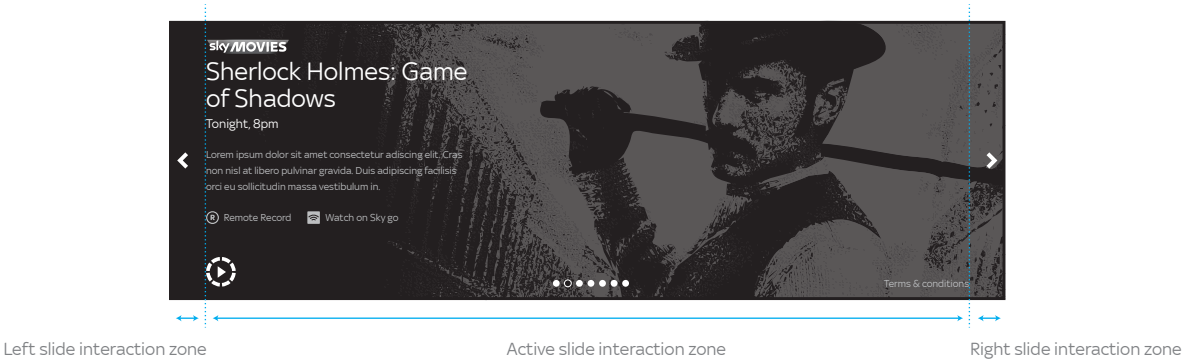 sky MOVIES
Sherlock Holmes: Game
of Shadows
Tonight, 8pm
Lorem ipsum dolor sit amet consectetur adiscing elit. Cras
non nisl at libero pulvinar gravida. Duis adipiscing facilisis
orci eu sollicitudin massa vestibulum in.
R Remote Record Watch on Sky go
Terms & conditions
Left slide interaction zone Active slide interaction zone Right slide interaction zone